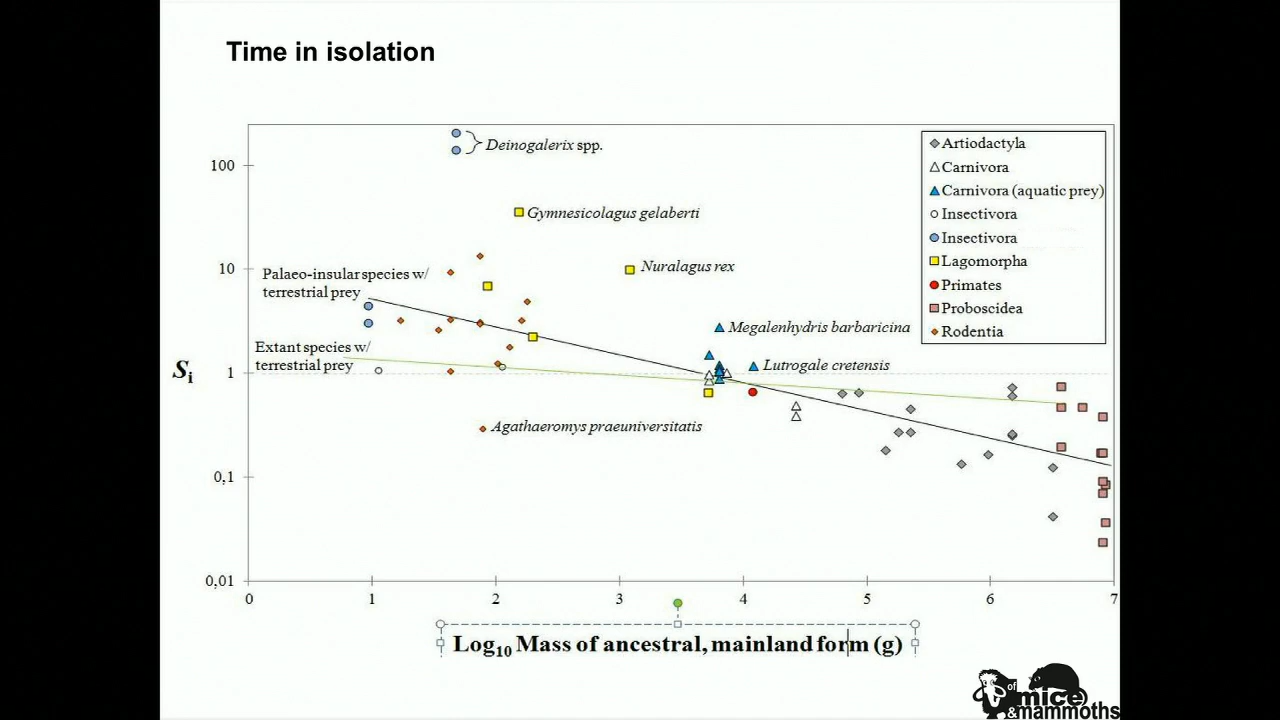 Time in isolation
100
10
1
0,1
0,01
Si
Deinogalerix spp.
Gymnesicolagus gelaberti
Nuralagus rex
Palaeo-insular species w/
terrestrial prey
Megalenhydris barbaricina
Extant species w/
terrestrial prey
Lutrogale cretensis
Agathaeromys praeuniversitatis
Artiodactyla
Carnivora
Carnivora (aquatic prey)
Insectivora
Insectivora
Lagomorpha
Primates
Proboscidea
Rodentia
0 1 2 3 4 5 6 7
Log10 Mass of ancestral, mainland form (g)
of
mice
&mammoths